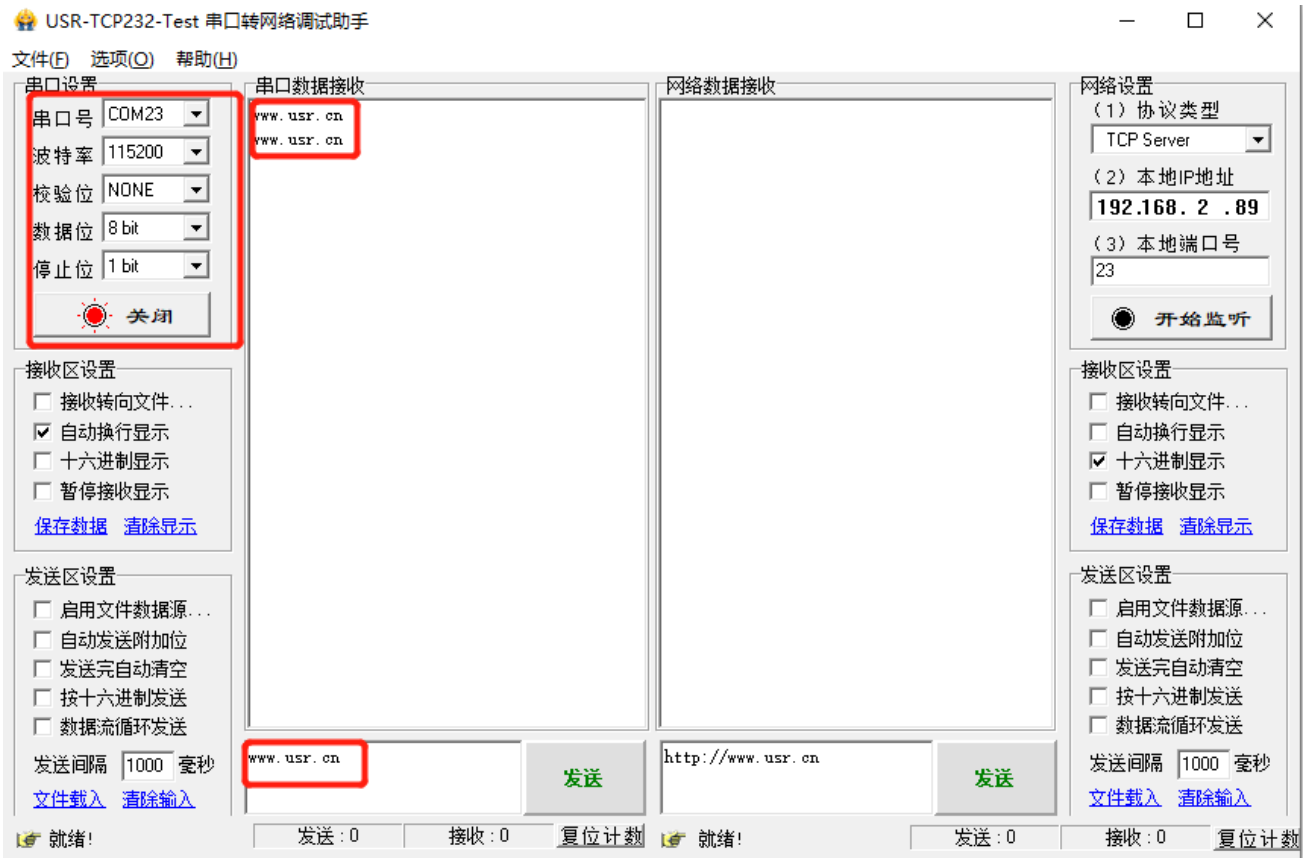 USR-TCP232-Test 串口转网络调试助手
文件(F) 选项(O) 帮助(H)
串口设置
串口号 COM23
波特率 115200
校验位 NONE
数据位 8 bit
停止位 1 bit
关闭
接收区设置
接收转向文件...
自动换行显示
十六进制显示
暂停接收显示
保存数据 清除显示
发送区设置
启用文件数据源...
自动发送附加位
发送完自动清空
按十六进制发送
数据流循环发送
发送间隔 1000 毫秒
文件载入 清除输入
就绪!
串口数据接收
www.usr.cn
www.usr.cn
www.usr.cn
发送
发送:0 接收:0 复位计数
网络数据接收
http://www.usr.cn
发送
就绪!
发送:0 接收:0 复位计数
网络设置
(1) 协议类型
TCP Server
(2) 本地IP地址
192.168. 2 .89
(3) 本地端口号
23
开始监听
接收区设置
接收转向文件...
自动换行显示
十六进制显示
暂停接收显示
保存数据 清除显示
发送区设置
启用文件数据源...
自动发送附加位
发送完自动清空
按十六进制发送
数据流循环发送
发送间隔 1000 毫秒
文件载入 清除输入